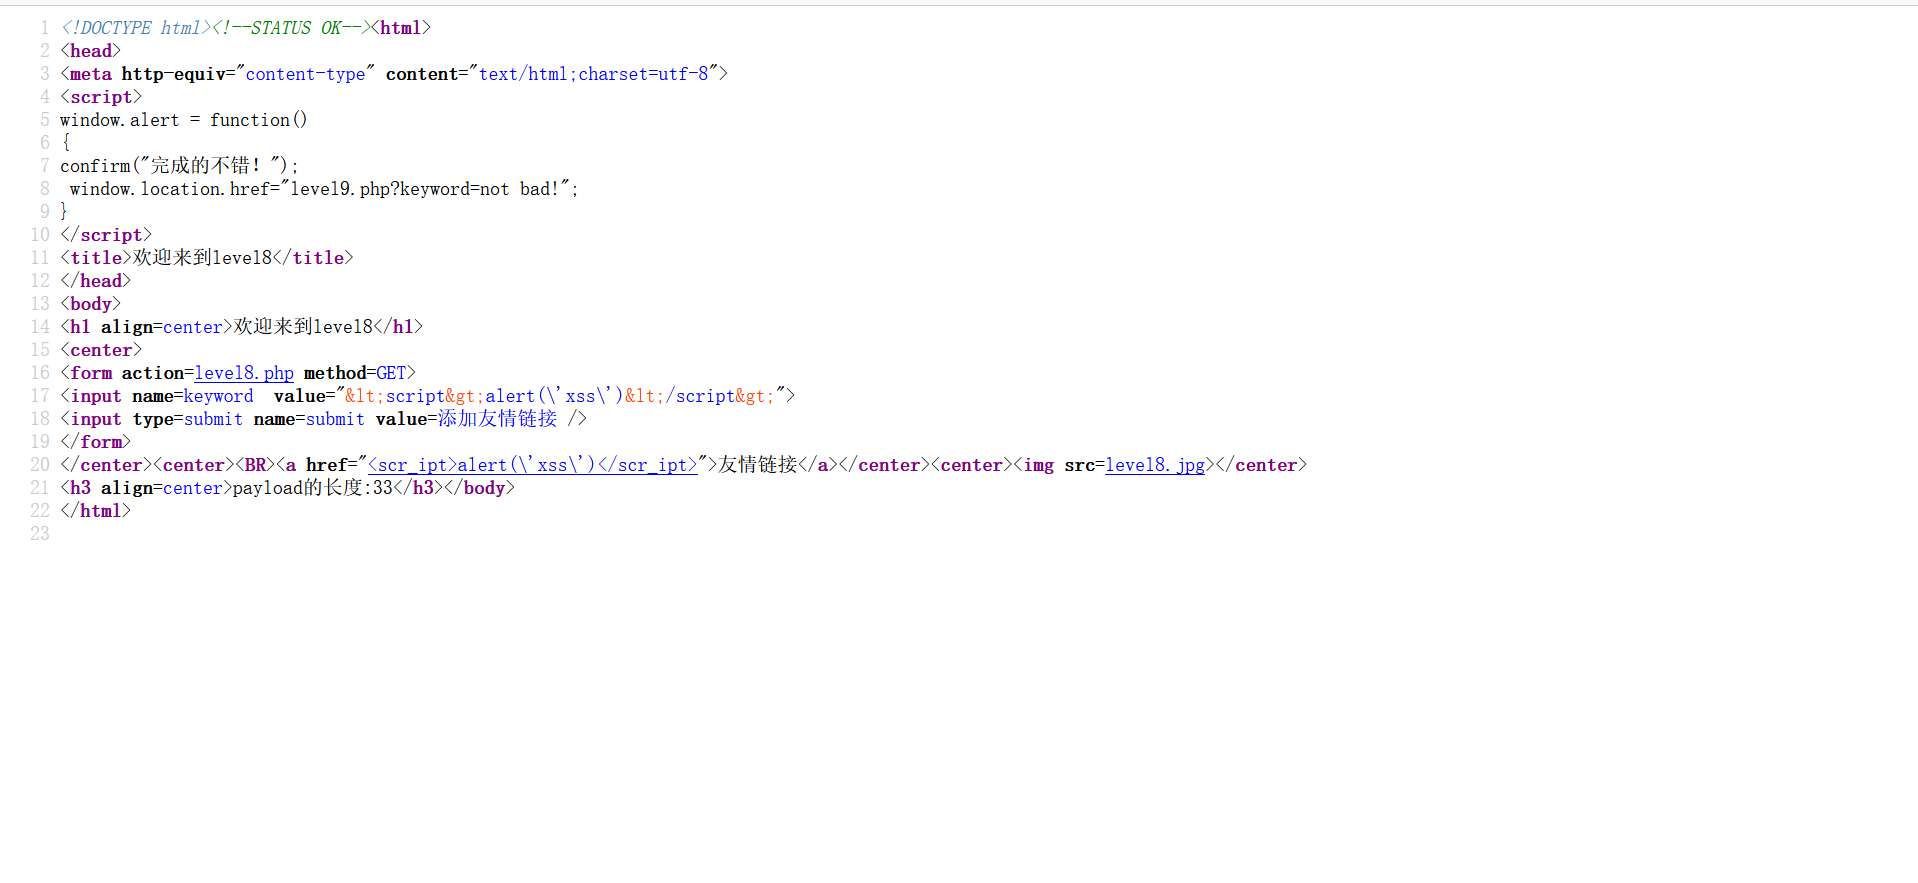 1 <!DOCTYPE html><!--STATUS OK--><html>
2 <head>
3 <meta http-equiv="content-type" content="text/html;charset=utf-8">
4 <script>
5 window.alert = function()
6 {
7 confirm("完成的不错！");
8  window.location.href="level9.php?keyword=not bad!";
9 }
10 </script>
11 <title>欢迎来到level8</title>
12 </head>
13 <body>
14 <h1 align=center>欢迎来到level8</h1>
15 <center>
16 <form action=level8.php method=GET>
17 <input name=keyword  value="&lt;script&gt;alert(\'xss\')&lt;/script&gt;">
18 <input type=submit name=submit value=添加友情链接 />
19 </form>
20 </center><center><BR><a href="<scr_ipt>alert(\'xss\')</scr_ipt>">友情链接</a></center><center><img src=level8.jpg></center>
21 <h3 align=center>payload的长度:33</h3></body>
22 </html>
23